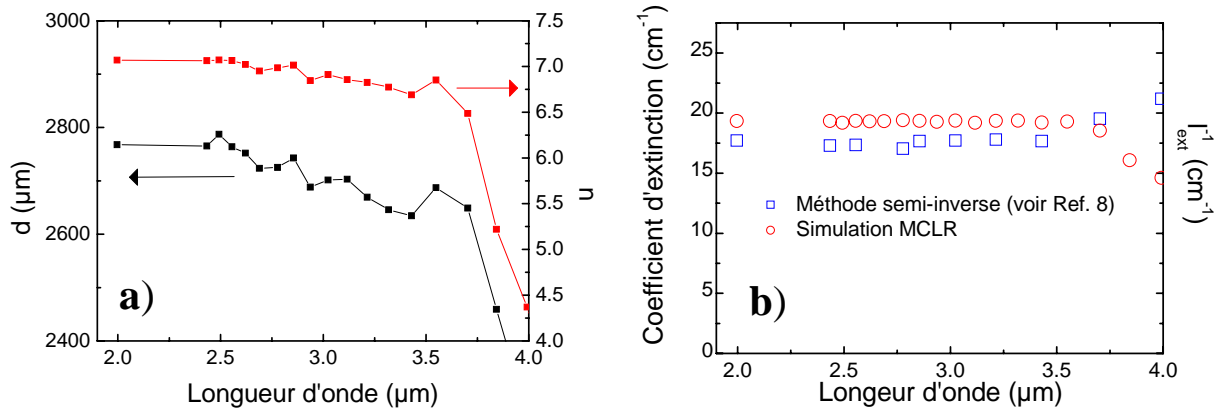 3000
2800
2600
2400
d (µm)
7.5
7.0
6.5
6.0
5.5
5.0
4.5
4.0
n
a)
2.0 2.5 3.0 3.5 4.0
Longueur d'onde (µm)
25
20
15
10
5
0
Coefficient d'extinction (cm-1)
l-1ext (cm-1)
Méthode semi-inverse (voir Ref. 8)
Simulation MCLR
b)
2.0 2.5 3.0 3.5 4.0
Longueur d'onde (µm)